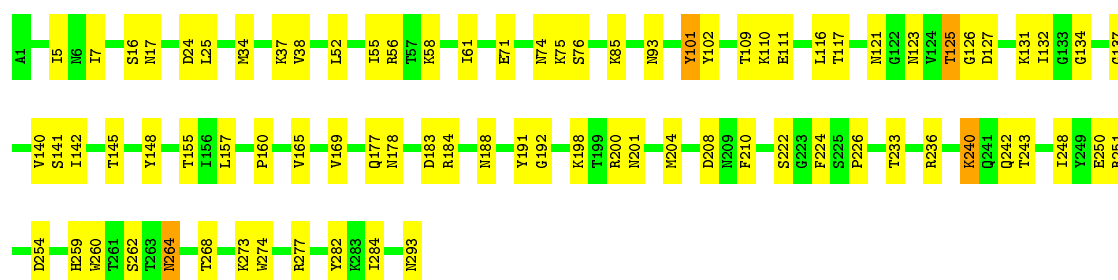 A1 I5 N6 I7 S16 N17 D24 L25 M34 K37 V38 L52 I55 R56 T57 K58 I61 E71 N74 K75 S76 K85 N93 Y101 Y102 T109 K110 E111 L116 T117 N121 G122 N123 V124 T125 G126 D127 K131 I132 G133 G134 G137
V140 S141 I142 T145 Y148 T155 I156 L157 P160 V165 V169 Q177 N178 D183 R184 N188 Y191 G192 K198 T199 R200 N201 M204 D208 N209 F210 S222 G223 F224 S225 P226 T233 R236 K240 Q241 Q242 T243 I248 Y249 E250 R251
D254 H259 W260 T261 S262 T263 N264 T268 K273 W274 R277 Y282 K283 I284 N293